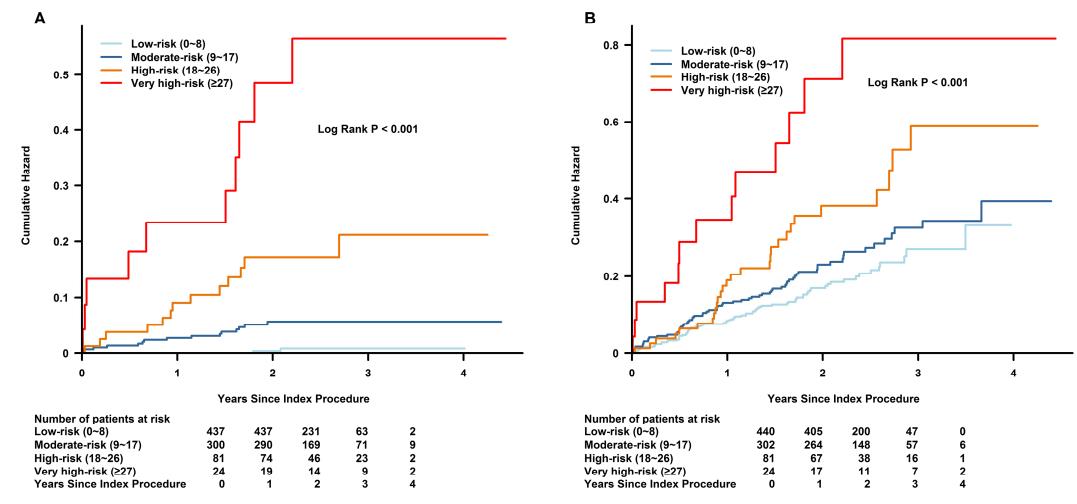 A
Low-risk (0~8)
Moderate-risk (9~17)
High-risk (18~26)
Very high-risk (≥27)
Log Rank P < 0.001
Cumulative Hazard
0.5
0.4
0.3
0.2
0.1
0
0 1 2 3 4
Years Since Index Procedure
Number of patients at risk
Low-risk (0~8) 437 437 231 63 2
Moderate-risk (9~17) 300 290 169 71 9
High-risk (18~26) 81 74 46 23 2
Very high-risk (≥27) 24 19 14 9 2
Years Since Index Procedure 0 1 2 3 4
B
Low-risk (0~8)
Moderate-risk (9~17)
High-risk (18~26)
Very high-risk (≥27)
Log Rank P < 0.001
Cumulative Hazard
0.8
0.6
0.4
0.2
0
0 1 2 3 4
Years Since Index Procedure
Number of patients at risk
Low-risk (0~8) 440 405 200 47 0
Moderate-risk (9~17) 302 264 148 57 6
High-risk (18~26) 81 67 38 16 1
Very high-risk (≥27) 24 17 11 7 2
Years Since Index Procedure 0 1 2 3 4